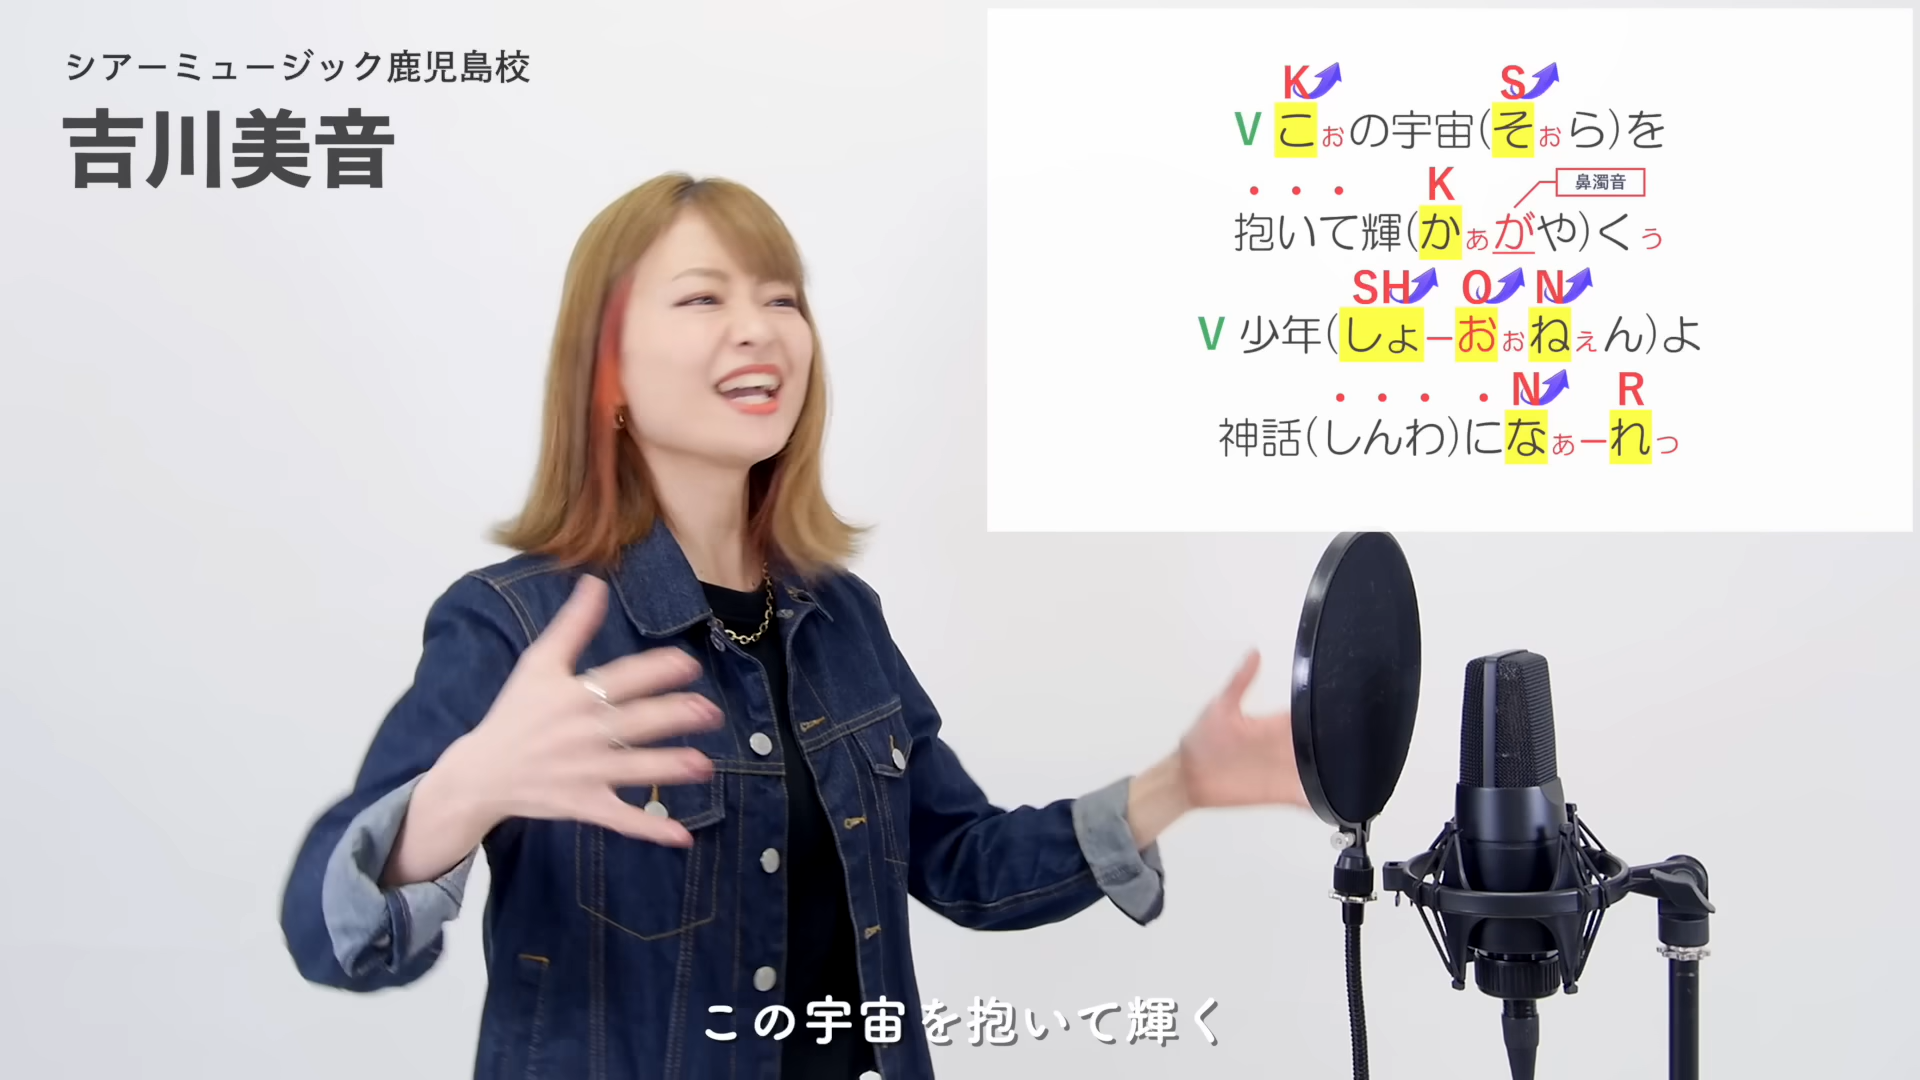 シアーミュージック鹿児島校
吉川美音
K S
V こぉの宇宙(そぉら)を
・・・ K 鼻濁音
抱いて輝(かぁがや)くぅ
SH O N
V 少年(しょーおぉねぇん)よ
・・・・ N R
神話(しんわ)になぁーれっ
この宇宙を抱いて輝く